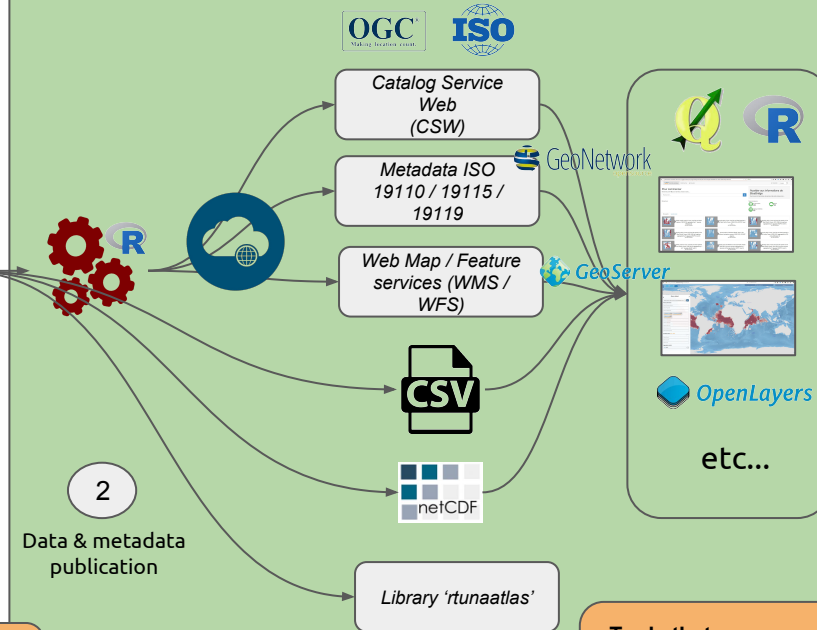 OGC
Making location count.
ISO
Catalog Service
Web
(CSW)
Metadata ISO
19110 / 19115 /
19119
GeoNetwork
Web Map / Feature
services (WMS /
WFS)
GeoServer
R
R
CSV
netCDF
OpenLayers
etc...
2
Data & metadata
publication
Library ‘rtunaatlas’